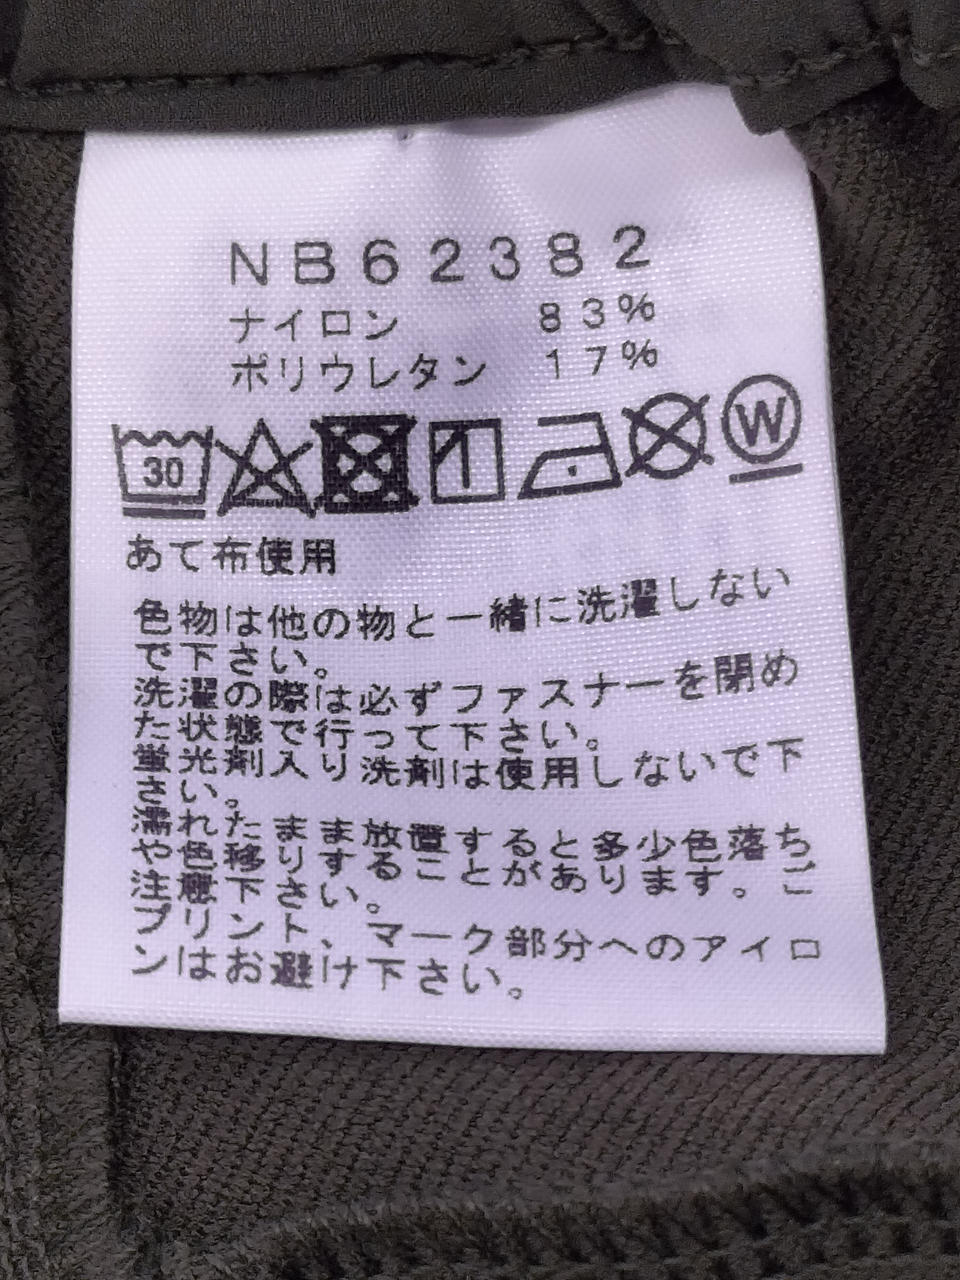 NB62382
ナイロン 83%
ポリウレタン 17%
30 W
あて布使用
色物は他の物と一緒に洗濯しない
で下さい。
洗濯の際は必ずファスナーを閉め
た状態で行って下さい。
蛍光剤入り洗剤は使用しないで下
さい。
濡れたまま放置すると多少色落ち
や色移りすることがあります。ご
注意下さい。
プリント、マーク部分へのアイロ
ンはお避け下さい。